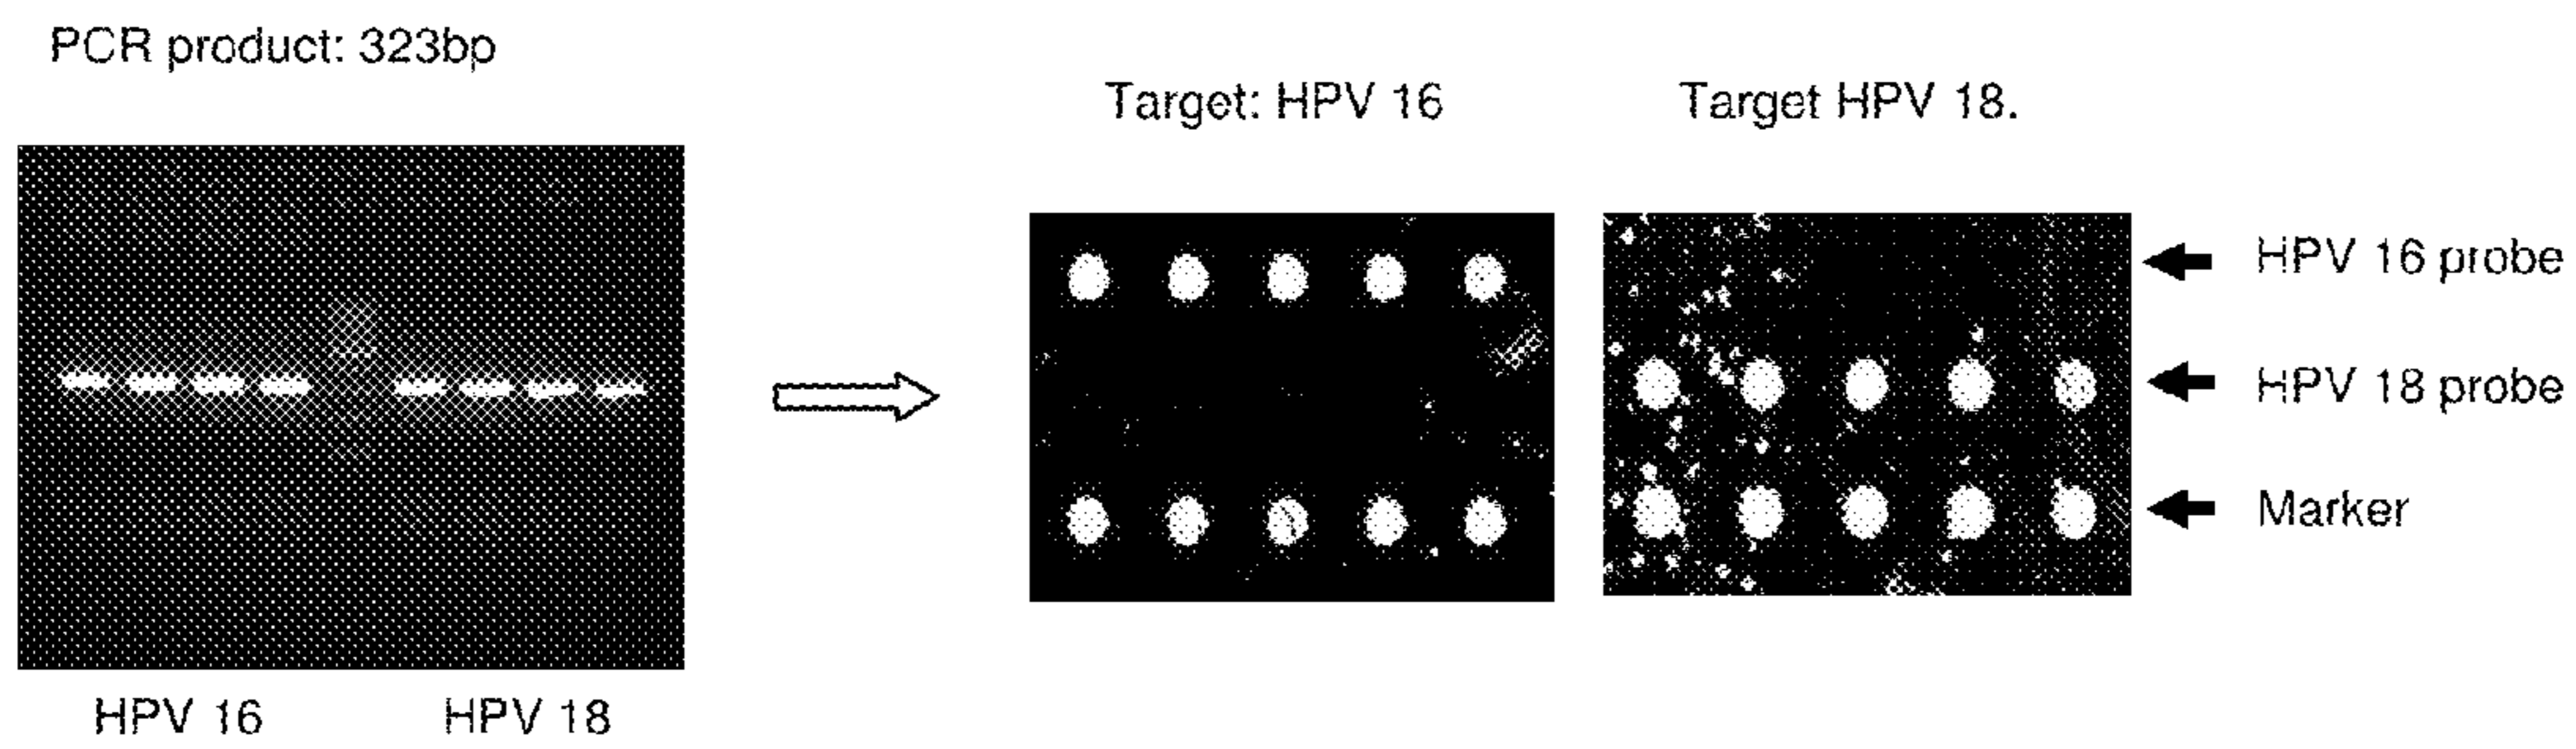 PCR product: 323bp
Target: HPV 16
Target HPV 18.
HPV 16 probe
HPV 18 probe
Marker
HPV 16
HPV 18